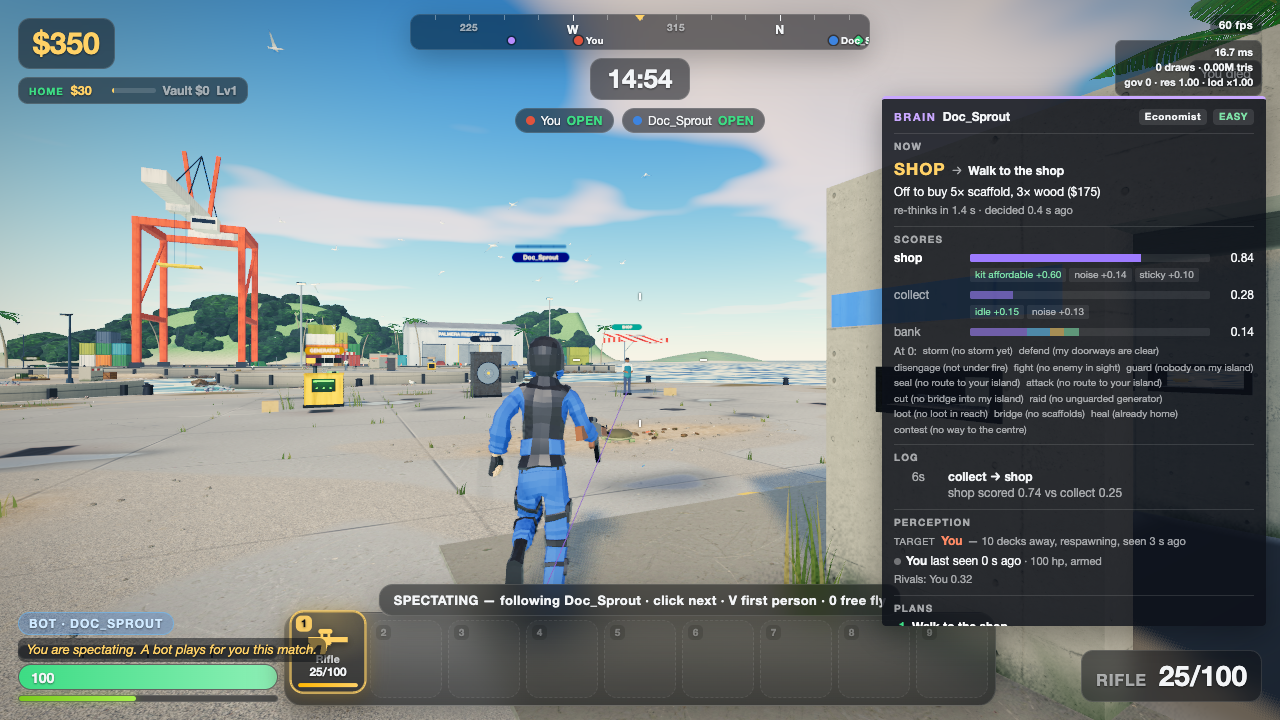 $350
HOME $30 Vault $0 Lv1
225 W 315 N
You Doc_S
14:54
You OPEN Doc_Sprout OPEN
60 fps
16.7 ms
0 draws · 0.00M tris
You died
gov 0 · res 1.00 · lod ×1.00
BRAIN Doc_Sprout Economist EASY
NOW
SHOP → Walk to the shop
Off to buy 5× scaffold, 3× wood ($175)
re-thinks in 1.4 s · decided 0.4 s ago
SCORES
shop 0.84
kit affordable +0.60 noise +0.14 sticky +0.10
collect 0.28
idle +0.15 noise +0.13
bank 0.14
At 0: storm (no storm yet) defend (my doorways are clear)
disengage (not under fire) fight (no enemy in sight) guard (nobody on my island)
seal (no route to your island) attack (no route to your island)
cut (no bridge into my island) raid (no unguarded generator)
loot (no loot in reach) bridge (no scaffolds) heal (already home)
contest (no way to the centre)
LOG
6s collect → shop
shop scored 0.74 vs collect 0.25
PERCEPTION
TARGET You — 10 decks away, respawning, seen 3 s ago
You last seen 0 s ago · 100 hp, armed
Rivals: You 0.32
PLANS
1 Walk to the shop
Doc_Sprout
SHOP
VAULT
GENERATOR
SPECTATING — following Doc_Sprout · click next · V first person · 0 free fly
BOT · DOC_SPROUT
You are spectating. A bot plays for you this match.
100
1 2 3 4 5 6 7 8 9
Rifle
25/100
RIFLE 25/100